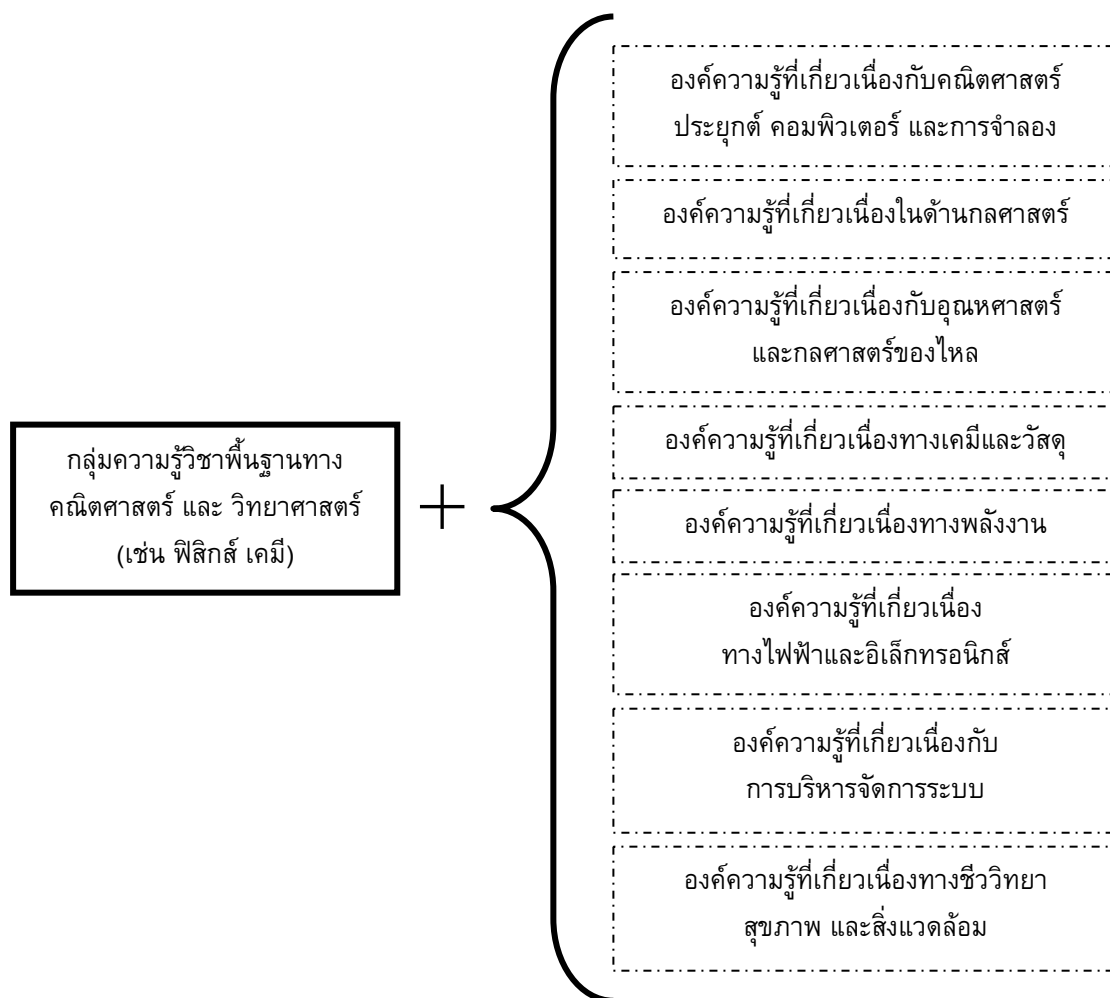 องค์ความรู้ที่เกี่ยวเนื่องกับคณิตศาสตร์
ประยุกต์ คอมพิวเตอร์ และการจำลอง
องค์ความรู้ที่เกี่ยวเนื่องในด้านกลศาสตร์
องค์ความรู้ที่เกี่ยวเนื่องกับอุณหศาสตร์
และกลศาสตร์ของไหล
กลุ่มความรู้วิชาพื้นฐานทาง
คณิตศาสตร์ และ วิทยาศาสตร์
(เช่น ฟิสิกส์ เคมี)
+
องค์ความรู้ที่เกี่ยวเนื่องทางเคมีและวัสดุ
องค์ความรู้ที่เกี่ยวเนื่องทางพลังงาน
องค์ความรู้ที่เกี่ยวเนื่อง
ทางไฟฟ้าและอิเล็กทรอนิกส์
องค์ความรู้ที่เกี่ยวเนื่องกับ
การบริหารจัดการระบบ
องค์ความรู้ที่เกี่ยวเนื่องทางชีววิทยา
สุขภาพ และสิ่งแวดล้อม